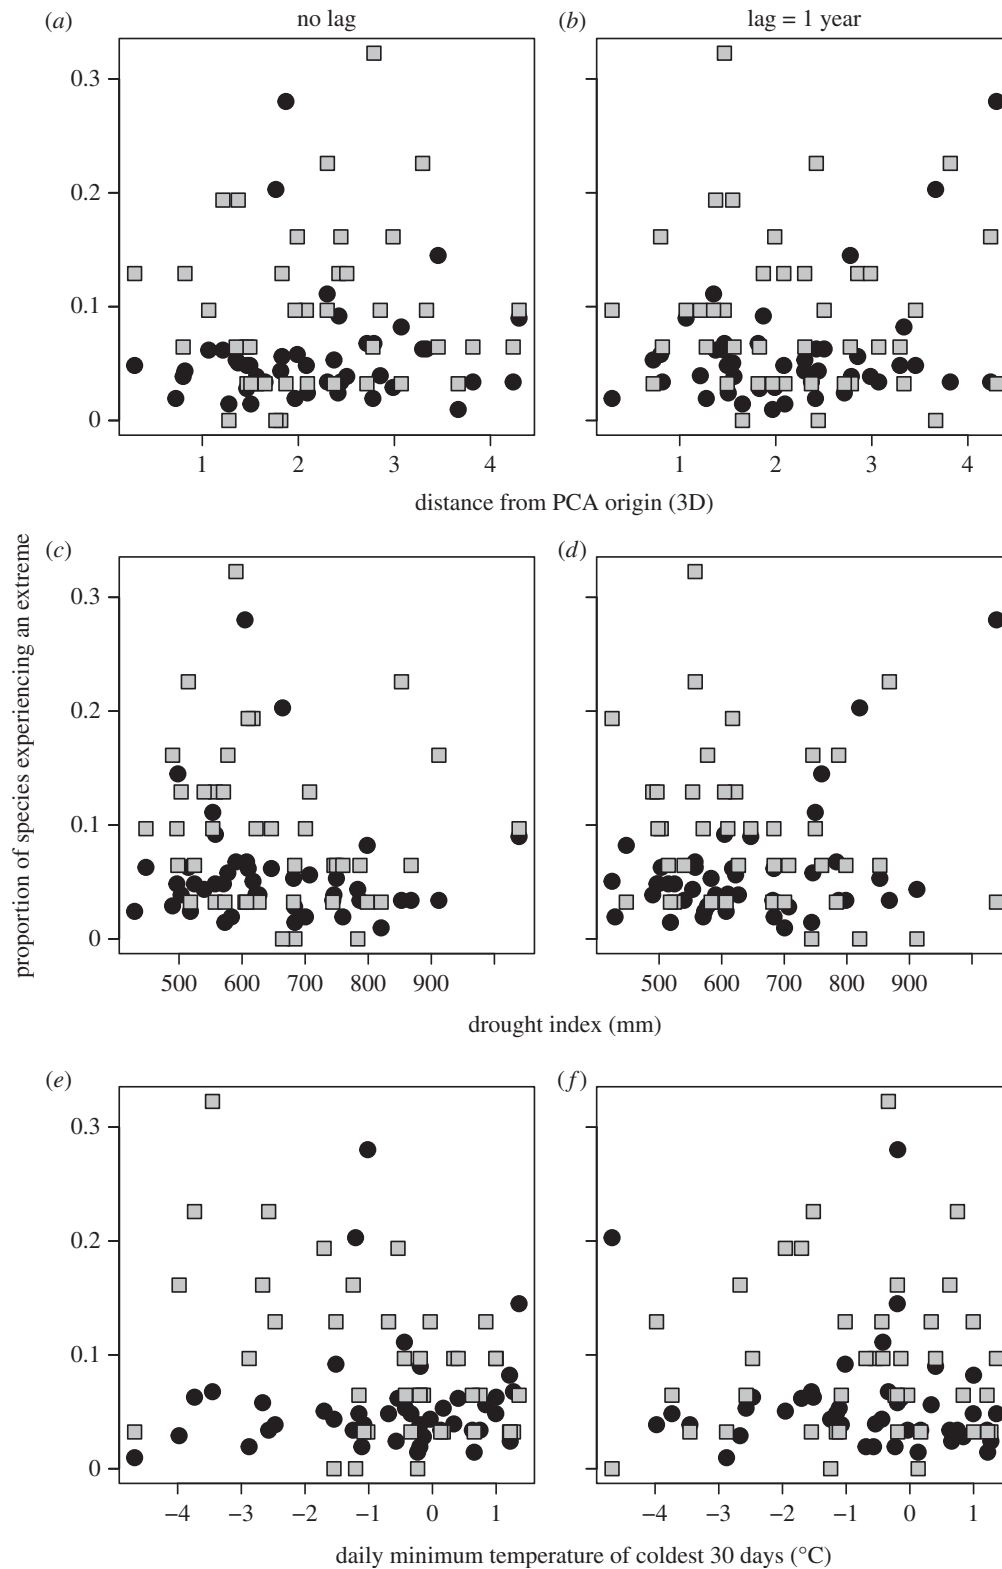 (a) no lag (b) lag = 1 year
0.3
0.2
0.1
0
1 2 3 4 1 2 3 4
distance from PCA origin (3D)
proportion of species experiencing an extreme
(c) (d)
0.3
0.2
0.1
0
500 600 700 800 900 500 600 700 800 900
drought index (mm)
(e) (f)
0.3
0.2
0.1
0
−4 −3 −2 −1 0 1 −4 −3 −2 −1 0 1
daily minimum temperature of coldest 30 days (°C)